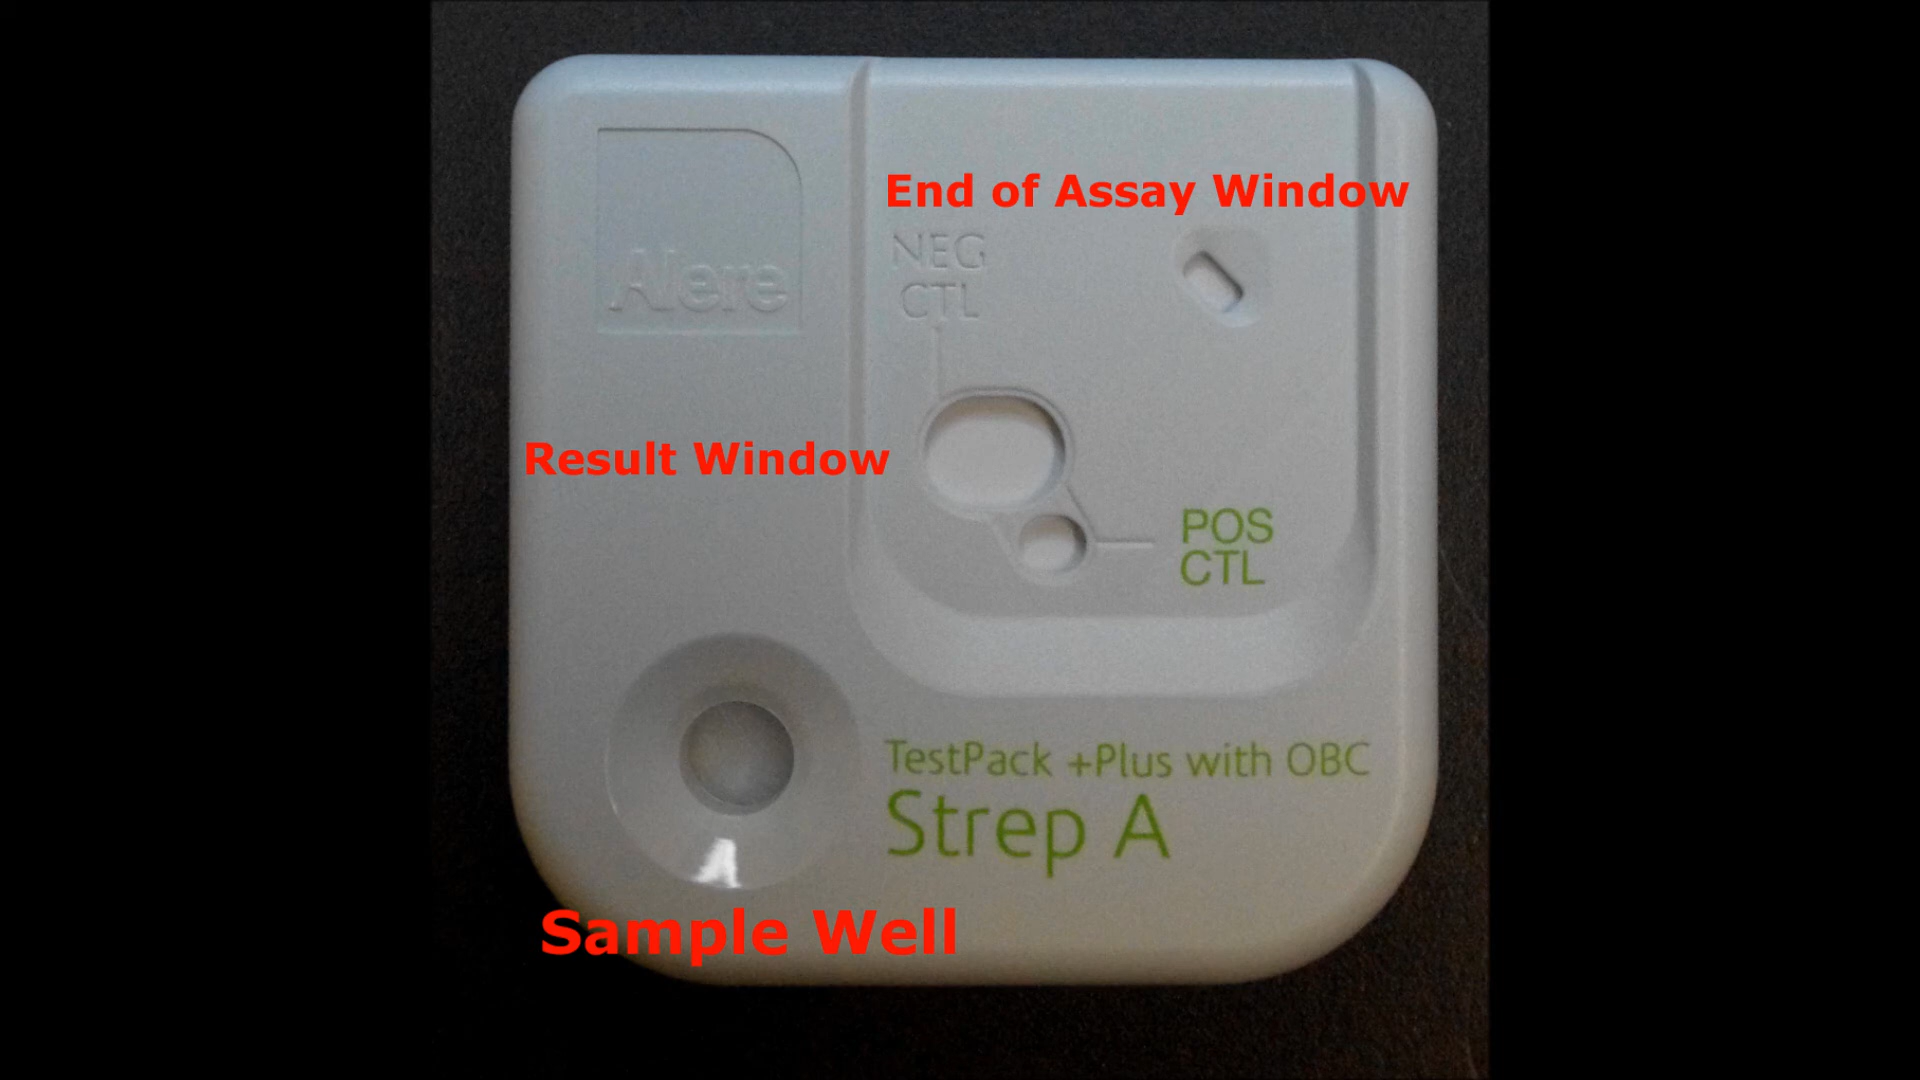 End of Assay Window
Alere
NEG
CTL
Result Window
POS
CTL
TestPack +Plus with OBC
Strep A
Sample Well